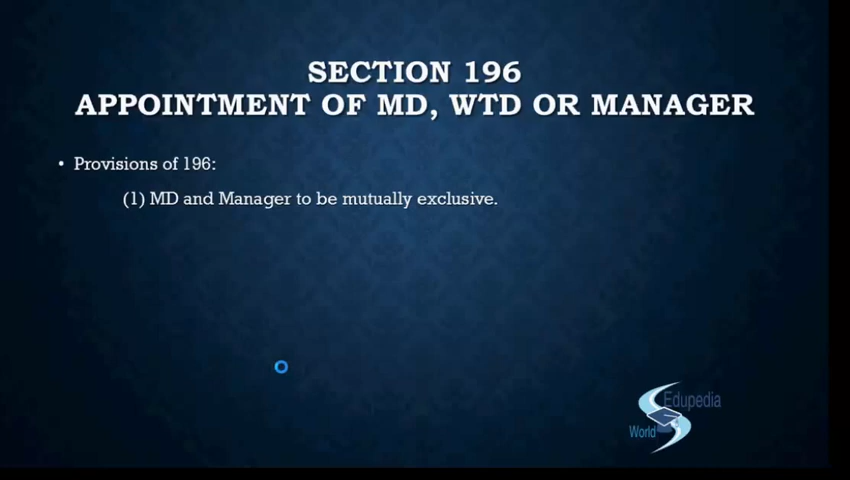 SECTION 196
APPOINTMENT OF MD, WTD OR MANAGER
• Provisions of 196:
(1) MD and Manager to be mutually exclusive.
Edupedia
World